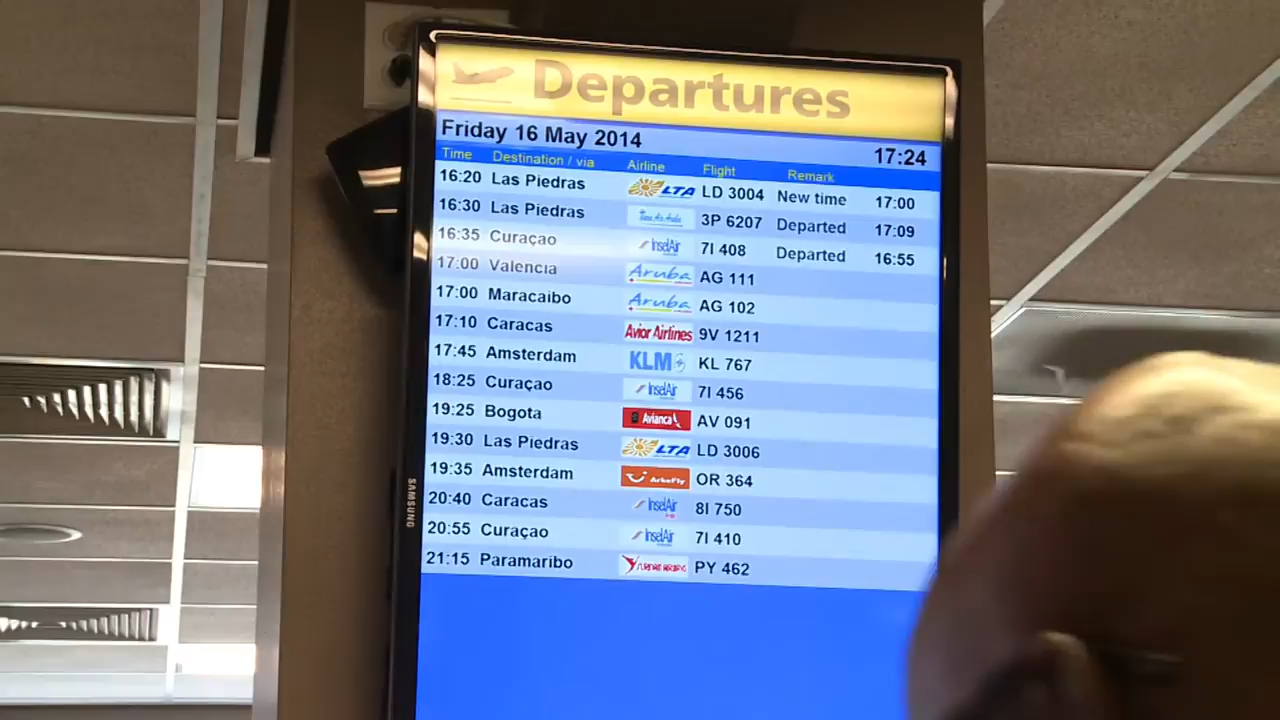 Departures
Friday 16 May 2014 17:24
Time Destination / via Airline Flight Remark
16:20 Las Piedras LTA LD 3004 New time 17:00
16:30 Las Piedras 3P 6207 Departed 17:09
16:35 Curaçao InselAir 7I 408 Departed 16:55
17:00 Valencia Aruba AG 111
17:00 Maracaibo Aruba AG 102
17:10 Caracas Avior Airlines 9V 1211
17:45 Amsterdam KLM KL 767
18:25 Curaçao InselAir 7I 456
19:25 Bogota Avianca AV 091
19:30 Las Piedras LTA LD 3006
19:35 Amsterdam ArkeFly OR 364
20:40 Caracas InselAir 8I 750
20:55 Curaçao InselAir 7I 410
21:15 Paramaribo PY 462
SAMSUNG